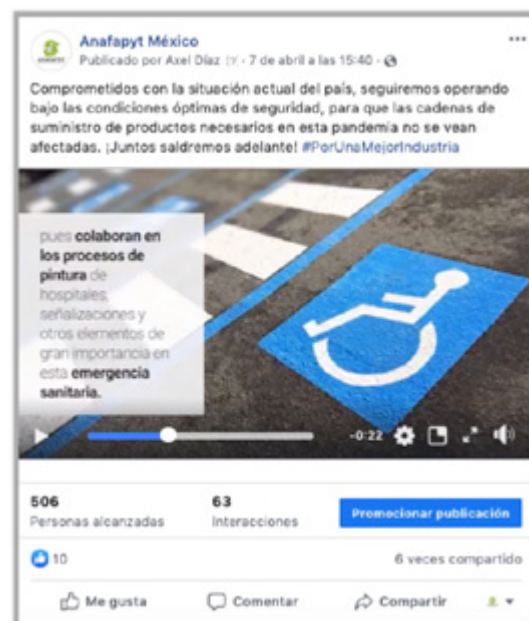 Anafapyt México
Publicado por Axel Díaz [?] · 7 de abril a las 15:40 ·
Comprometidos con la situación actual del país, seguiremos operando
bajo las condiciones óptimas de seguridad, para que las cadenas de
suministro de productos necesarios en esta pandemia no se vean
afectadas. ¡Juntos saldremos adelante! #PorUnaMejorIndustria
pues colaboran en
los procesos de
pintura de
hospitales,
señalizaciones y
otros elementos de
gran importancia en
esta emergencia
sanitaria.
-0:22
506
Personas alcanzadas
63
Interacciones
Promocionar publicación
10
6 veces compartido
Me gusta
Comentar
Compartir